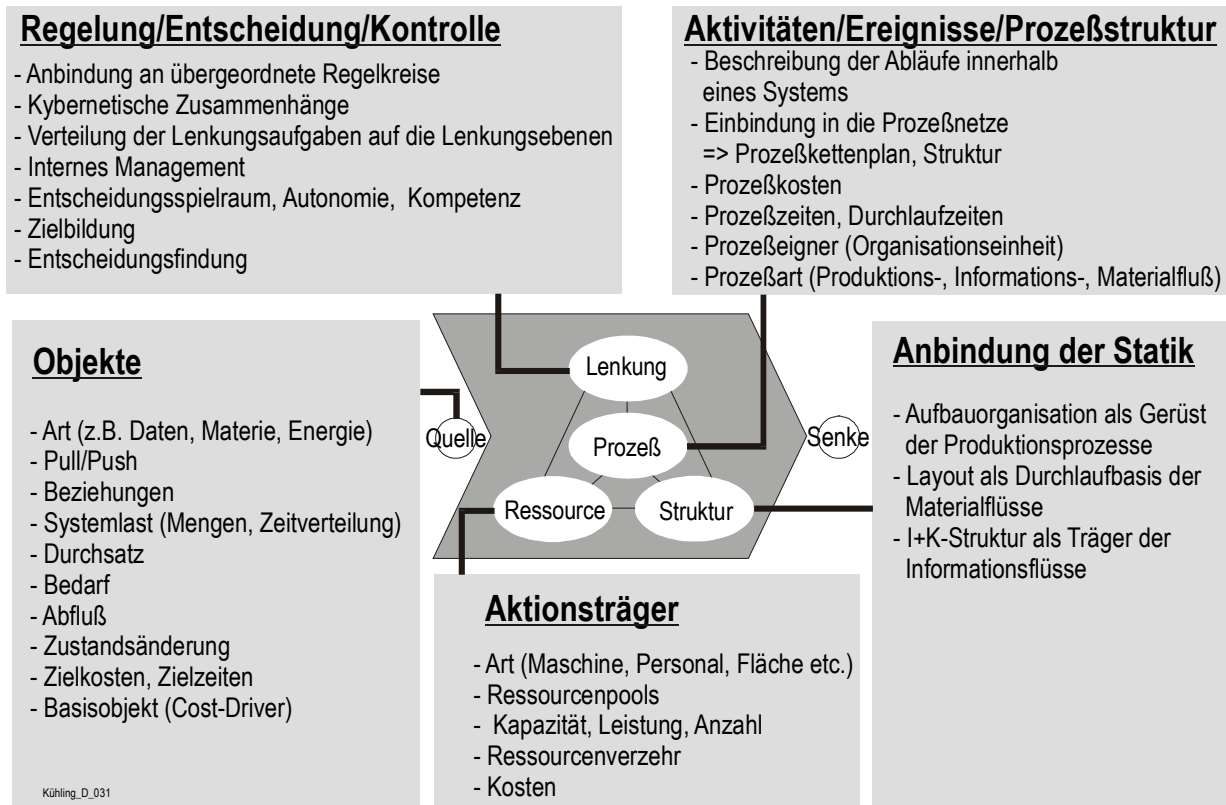 Regelung/Entscheidung/Kontrolle
- Anbindung an übergeordnete Regelkreise
- Kybernetische Zusammenhänge
- Verteilung der Lenkungsaufgaben auf die Lenkungsebenen
- Internes Management
- Entscheidungsspielraum, Autonomie, Kompetenz
- Zielbildung
- Entscheidungsfindung
Aktivitäten/Ereignisse/Prozeßstruktur
- Beschreibung der Abläufe innerhalb
eines Systems
- Einbindung in die Prozeßnetze
=> Prozeßkettenplan, Struktur
- Prozeßkosten
- Prozeßzeiten, Durchlaufzeiten
- Prozeßeigner (Organisationseinheit)
- Prozeßart (Produktions-, Informations-, Materialfluß)
Objekte
- Art (z.B. Daten, Materie, Energie)
- Pull/Push
- Beziehungen
- Systemlast (Mengen, Zeitverteilung)
- Durchsatz
- Bedarf
- Abfluß
- Zustandsänderung
- Zielkosten, Zielzeiten
- Basisobjekt (Cost-Driver)
Kühling_D_031
Lenkung
Quelle
Prozeß
Senke
Ressource
Struktur
Anbindung der Statik
- Aufbauorganisation als Gerüst
der Produktionsprozesse
- Layout als Durchlaufbasis der
Materialflüsse
- I+K-Struktur als Träger der
Informationsflüsse
Aktionsträger
- Art (Maschine, Personal, Fläche etc.)
- Ressourcenpools
- Kapazität, Leistung, Anzahl
- Ressourcenverzehr
- Kosten